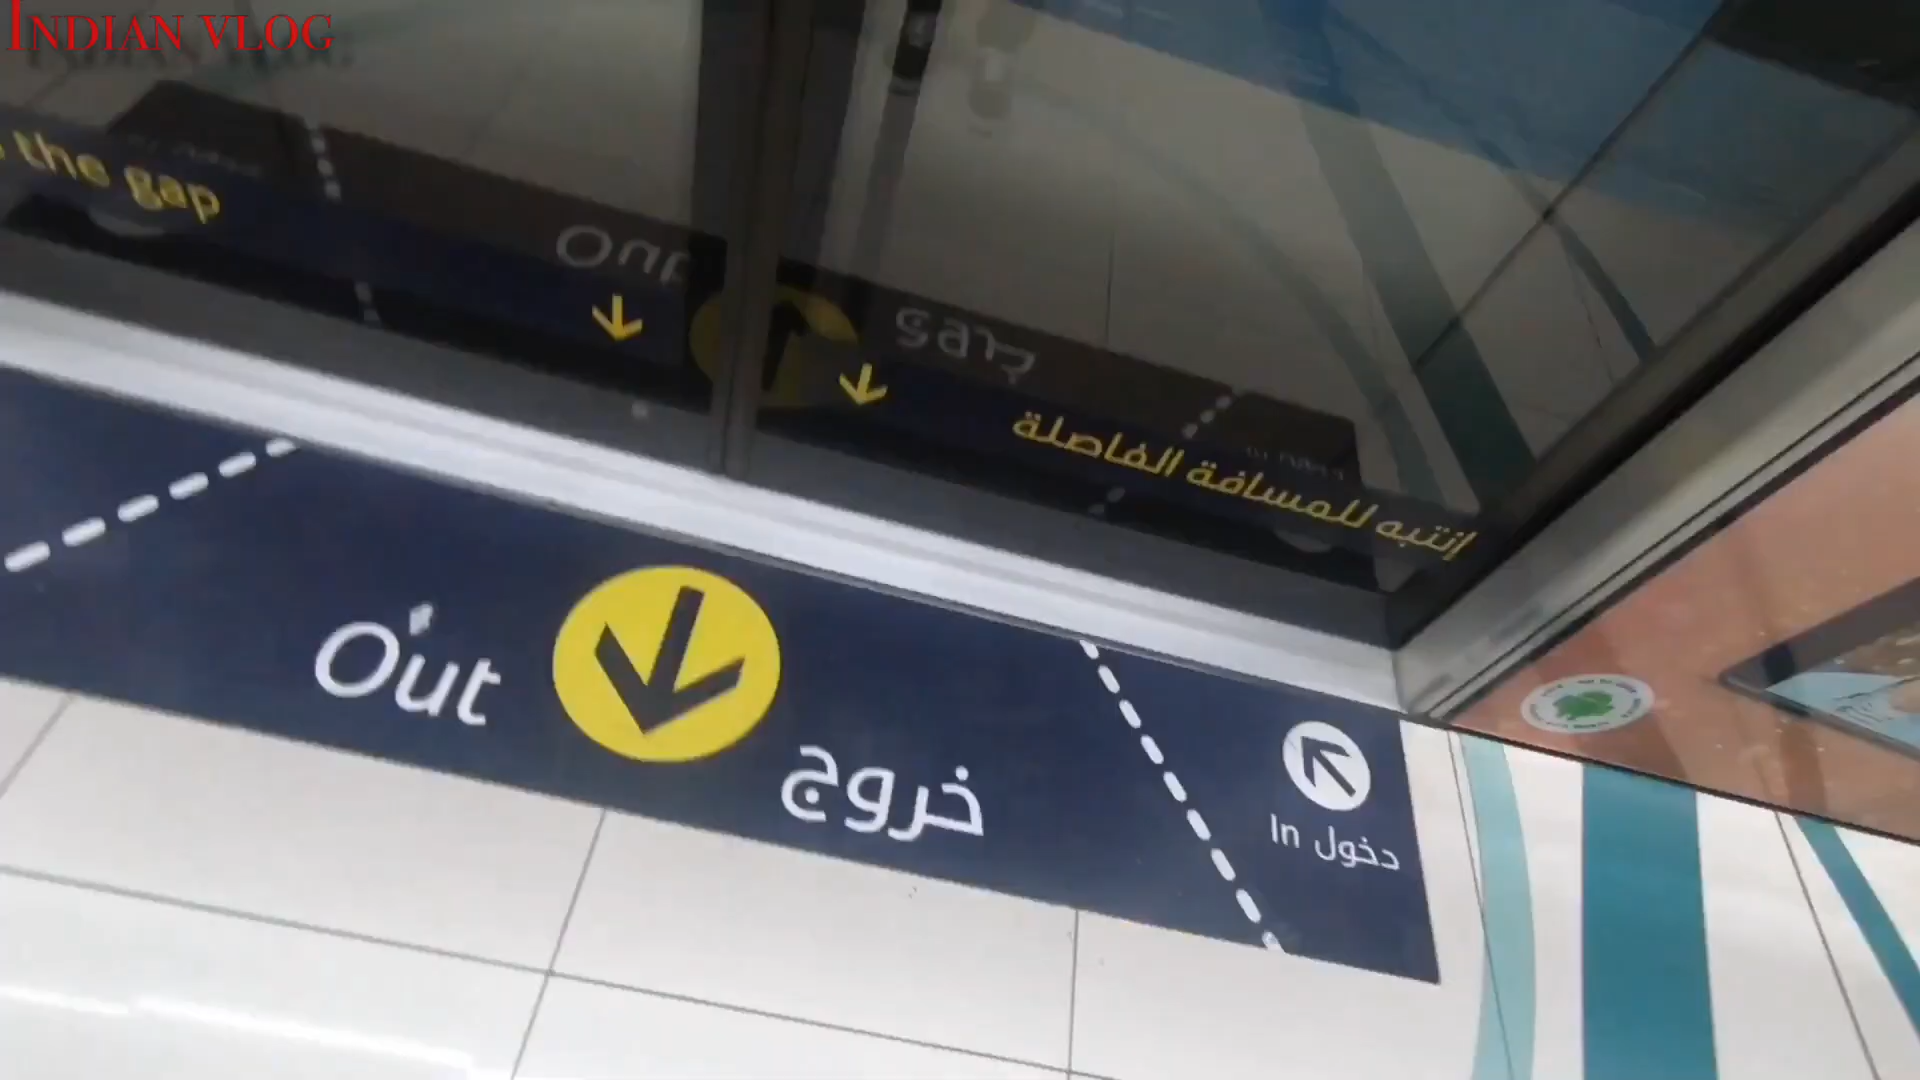 INDIAN VLOG
the gap
إنتبه للمسافة الفاصلة
Out
خروج
In دخول